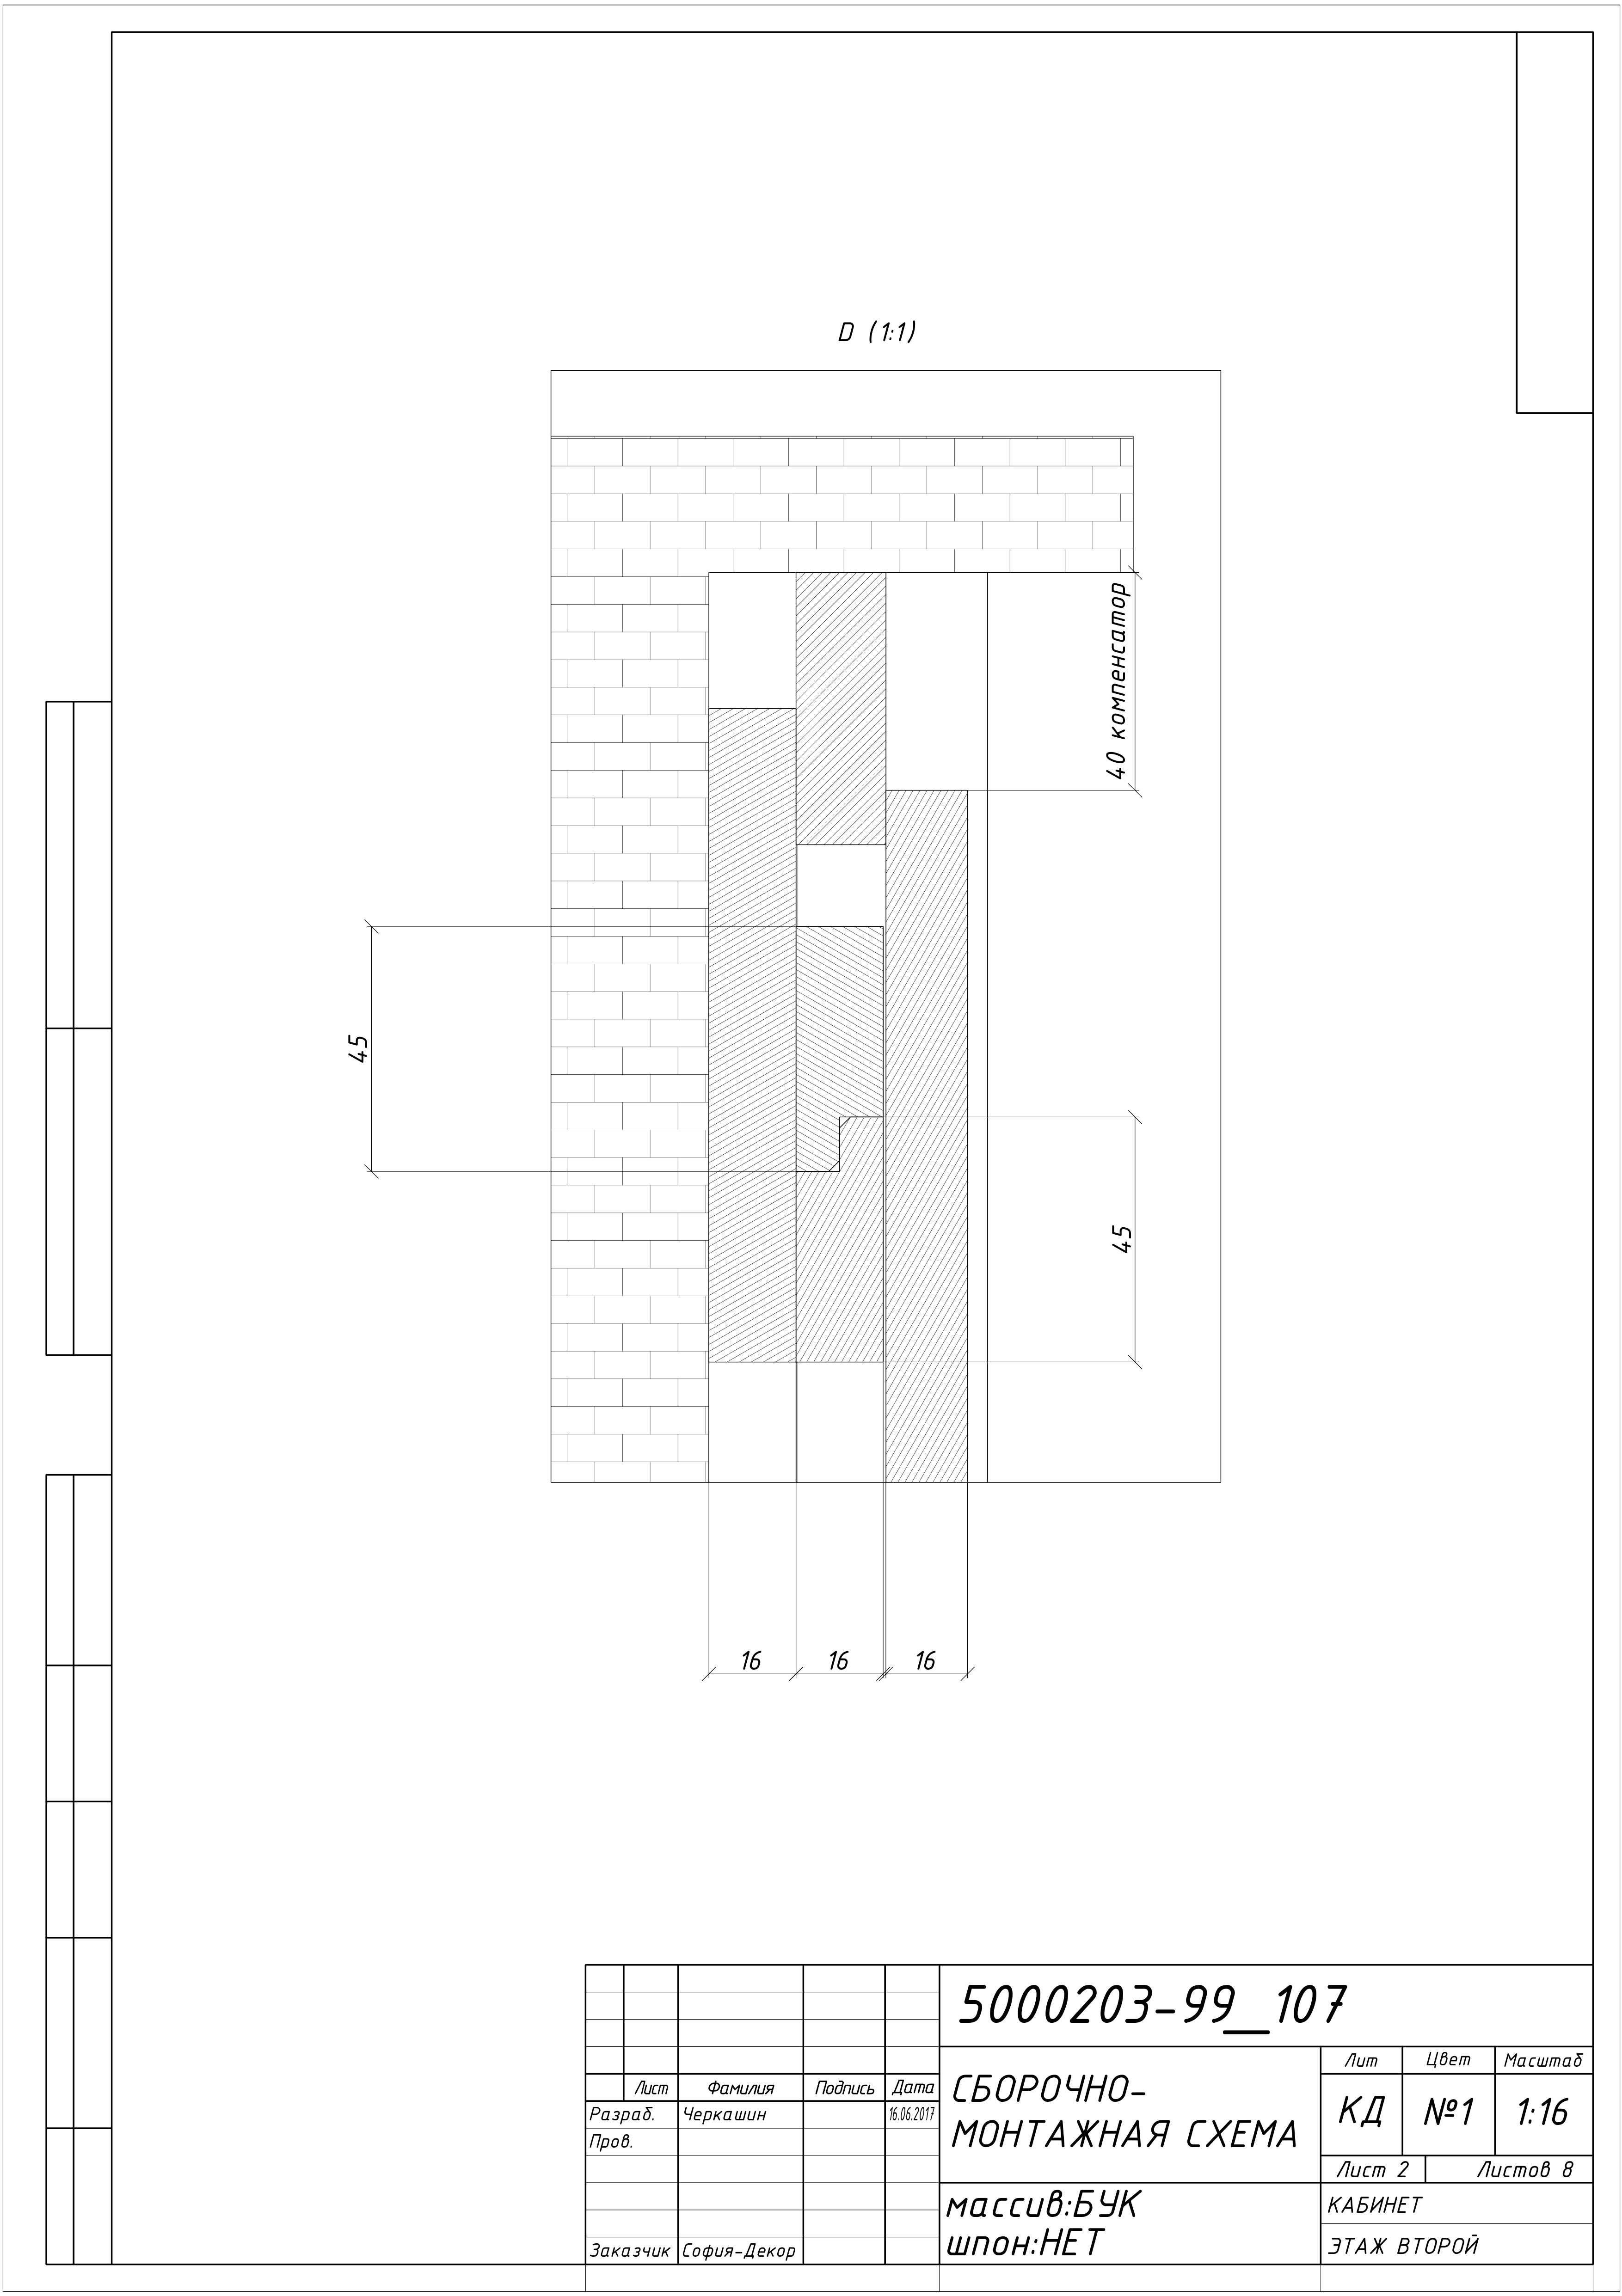 D (1:1)
40 компенсатор
45
45
16 16 16
5000203-99__107
Лит Цвет Масштаб
СБОРОЧНО-
МОНТАЖНАЯ СХЕМА
КД №1 1:16
Лист Фамилия Подпись Дата
Разраб. Черкашин 16.06.2017
Пров.
Лист 2 Листов 8
массив:БУК
шпон:НЕТ
КАБИНЕТ
ЭТАЖ ВТОРОЙ
Заказчик София-Декор